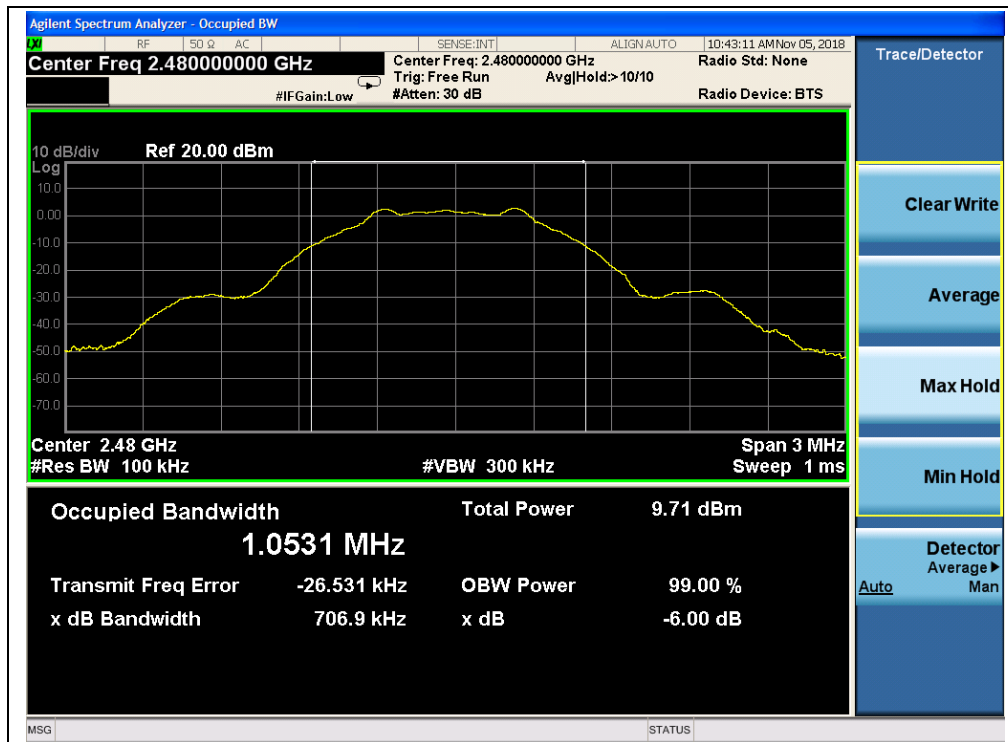 Agilent Spectrum Analyzer - Occupied BW
LXI RF 50 Ω AC SENSE:INT ALIGN AUTO 10:43:11 AM Nov 05, 2018
Center Freq 2.480000000 GHz Center Freq: 2.480000000 GHz Radio Std: None
Trig: Free Run Avg|Hold:>10/10
#IFGain:Low #Atten: 30 dB Radio Device: BTS
10 dB/div Ref 20.00 dBm
Log
10.0
0.00
-10.0
-20.0
-30.0
-40.0
-50.0
-60.0
-70.0
Center 2.48 GHz Span 3 MHz
#Res BW 100 kHz #VBW 300 kHz Sweep 1 ms
Occupied Bandwidth Total Power 9.71 dBm
1.0531 MHz
Transmit Freq Error -26.531 kHz OBW Power 99.00 %
x dB Bandwidth 706.9 kHz x dB -6.00 dB
MSG STATUS
Trace/Detector
Clear Write
Average
Max Hold
Min Hold
Detector
Average▶
Auto Man